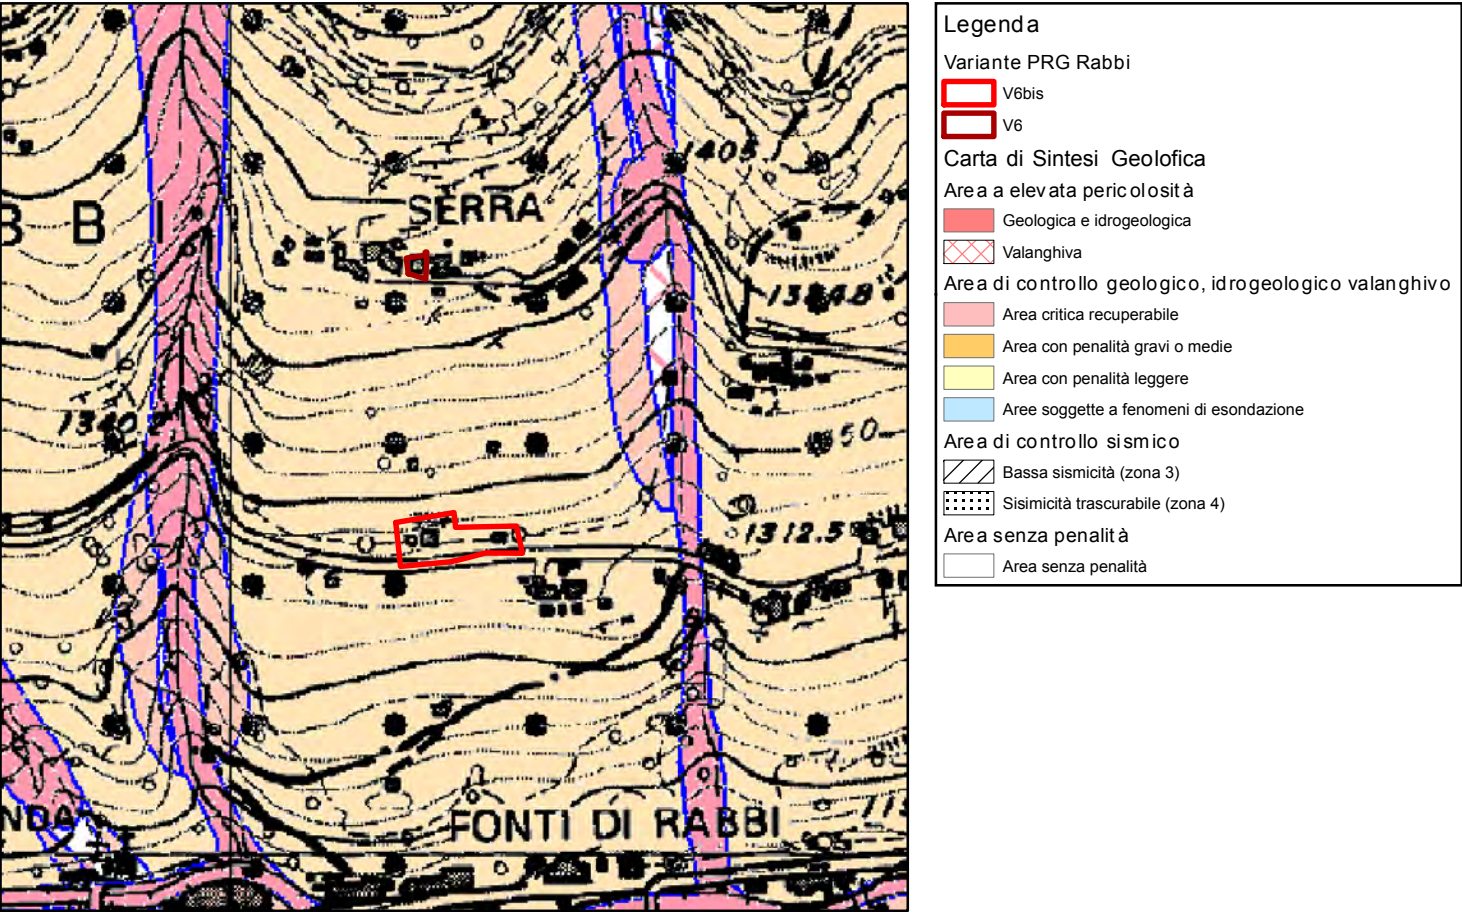 1405.
SERRA
B B I
1340.
50
1312.5
NDA
FONTI DI RABBI
Legenda
Variante PRG Rabbi
V6bis
V6
Carta di Sintesi Geolofica
Area a elevata pericolosità
Geologica e idrogeologica
Valanghiva
Area di controllo geologico, idrogeologico valanghivo
Area critica recuperabile
Area con penalità gravi o medie
Area con penalità leggere
Aree soggette a fenomeni di esondazione
Area di controllo sismico
Bassa sismicità (zona 3)
Sisimicità trascurabile (zona 4)
Area senza penalità
Area senza penalità